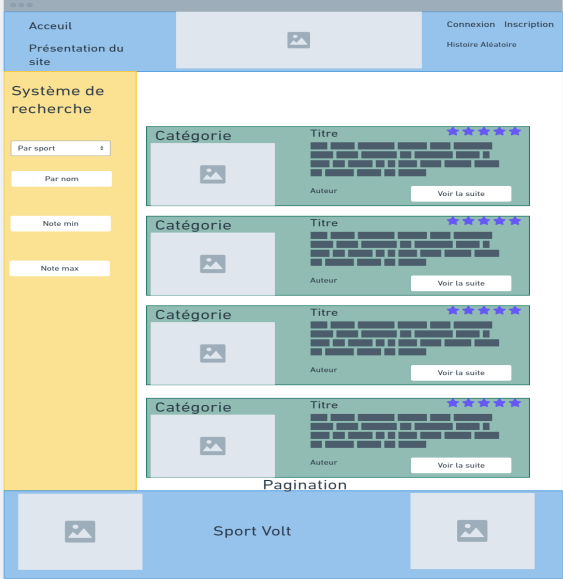 Acceuil
Présentation du
site
Connexion Inscription
Histoire Aléatoire
Système de
recherche
Par sport
Par nom
Note min
Note max
Catégorie
Titre
Auteur
Voir la suite
Catégorie
Titre
Auteur
Voir la suite
Catégorie
Titre
Auteur
Voir la suite
Catégorie
Titre
Auteur
Voir la suite
Pagination
Sport Volt